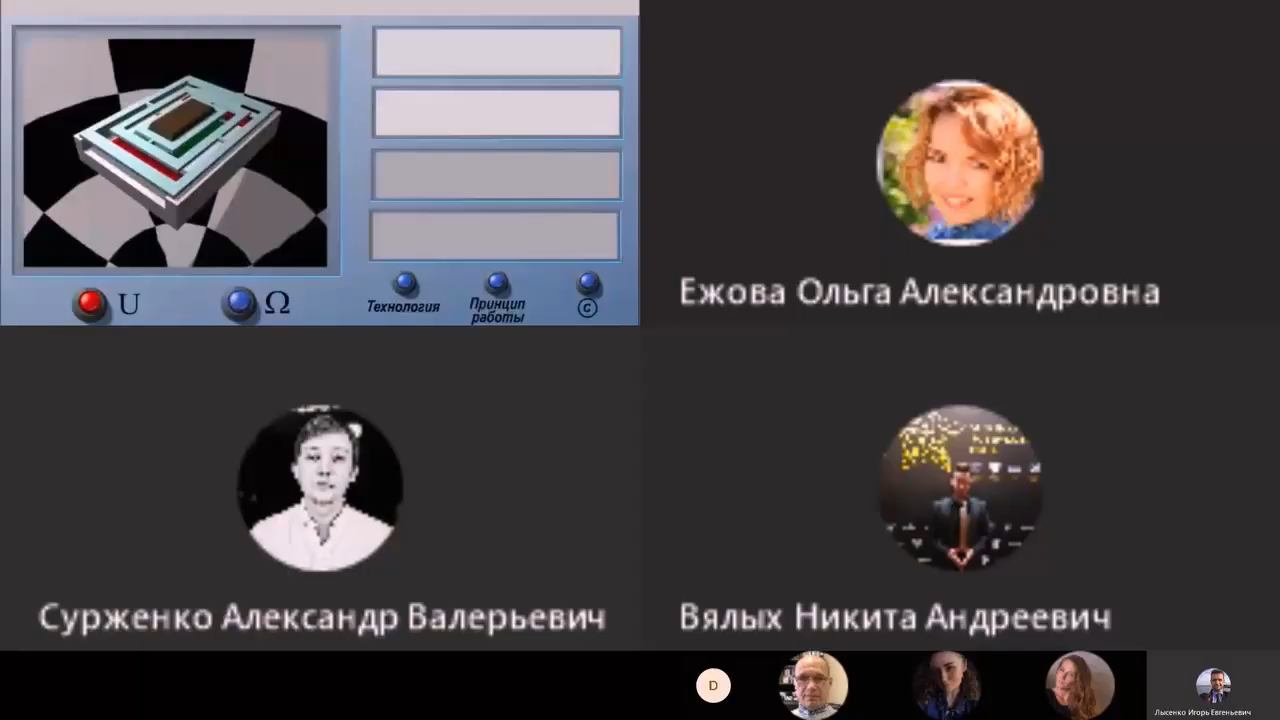 U
Ω
Технология
Принцип
работы
©
Ежова Ольга Александровна
Сурженко Александр Валерьевич
Вялых Никита Андреевич
D
Лысенко Игорь Евгеньевич